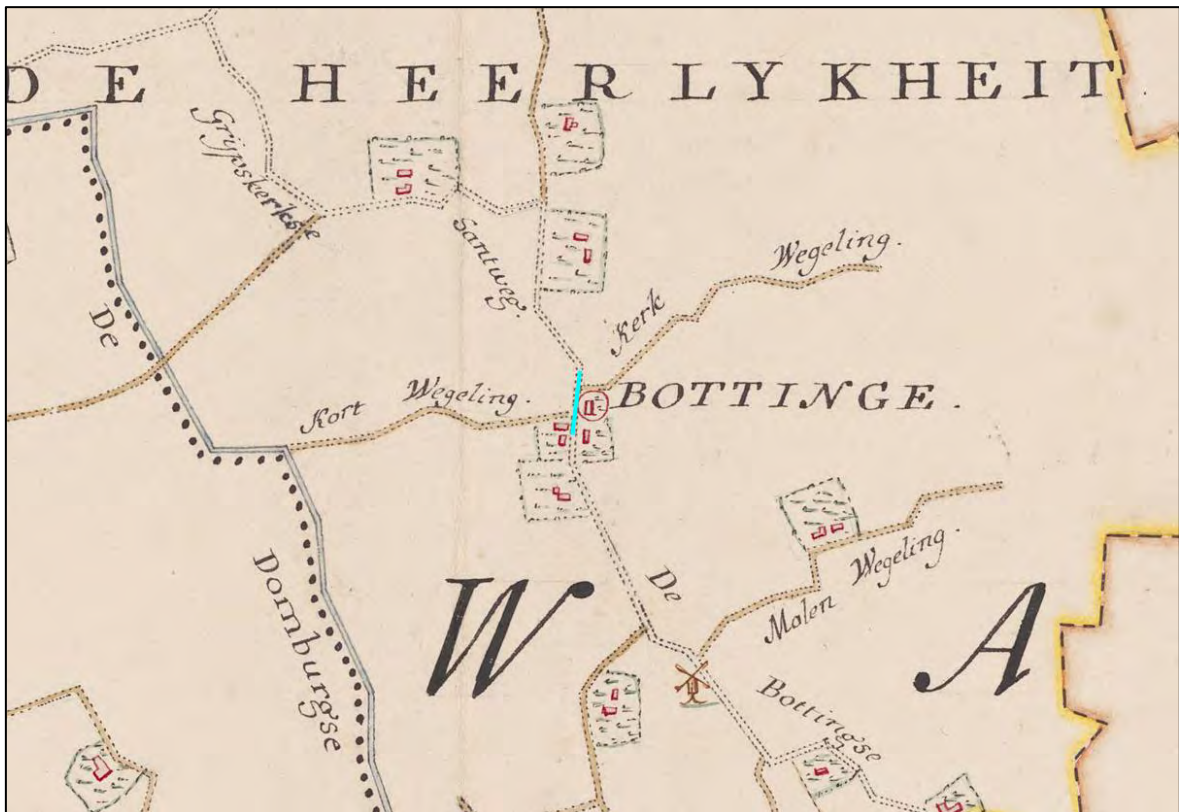 DE HEERLYKHEIT
Grijpskerkse
Santweg.
Kerk Wegeling.
De
Kort Wegeling.
BOTTINGE.
De
Molen Wegeling.
W A
Dornburgse
Bottingse